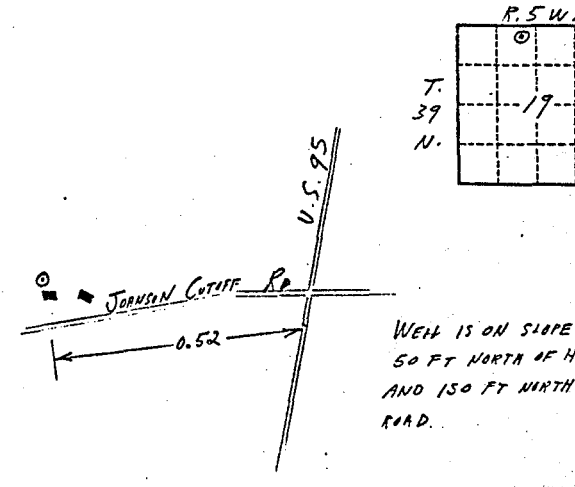 R. 5 W.
T.
39
N.
19
U.S. 95
JOHNSON CUTOFF RD
0.52
WELL IS ON SLOPE
50 FT NORTH OF H
AND 150 FT NORTH
ROAD.